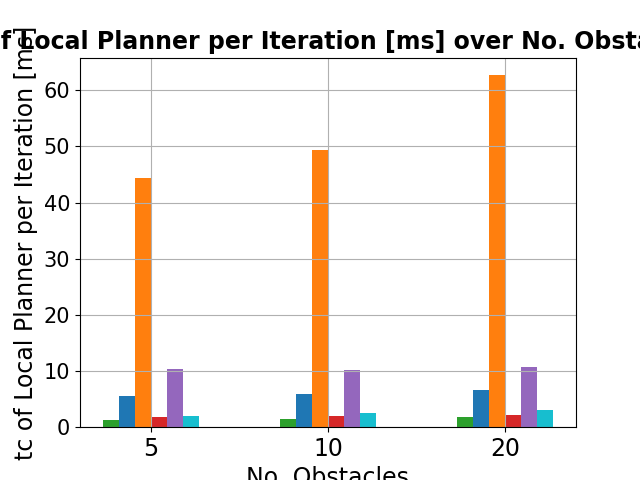 f Local Planner per Iteration [ms] over No. Obsta
tc of Local Planner per Iteration [ms]
60
50
40
30
20
10
0
5 10 20
No. Obstacles